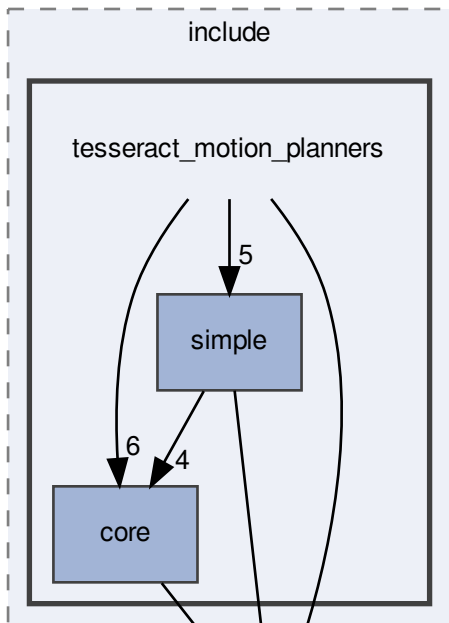 include
tesseract_motion_planners
5
simple
6
4
core